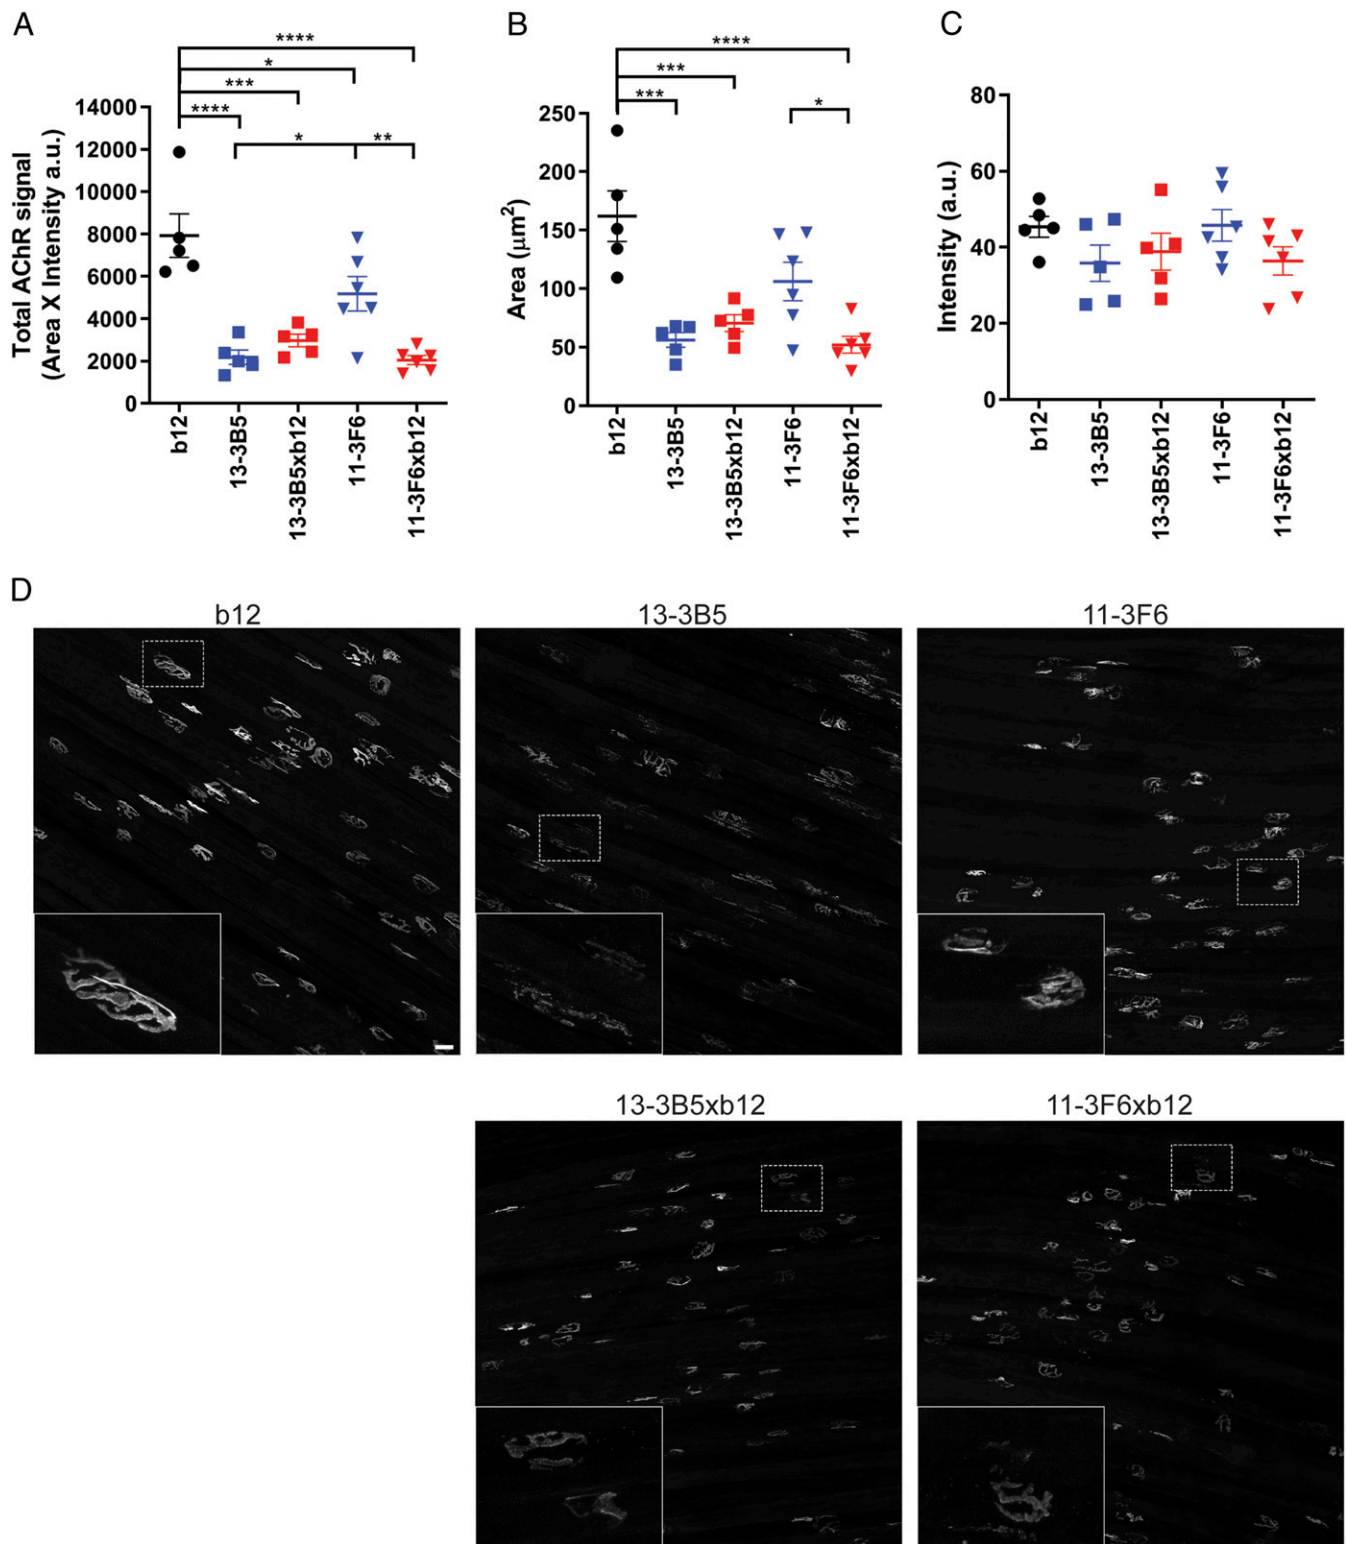 A
B
C
****
*
***
****
*
**
14000
12000
10000
8000
6000
4000
2000
0
Total AChR signal
(Area X Intensity a.u.)
b12
13-3B5
13-3B5xb12
11-3F6
11-3F6xb12
****
***
***
*
250
200
150
100
50
0
Area (μm2)
b12
13-3B5
13-3B5xb12
11-3F6
11-3F6xb12
80
60
40
20
0
Intensity (a.u.)
b12
13-3B5
13-3B5xb12
11-3F6
11-3F6xb12
D
b12
13-3B5
11-3F6
13-3B5xb12
11-3F6xb12